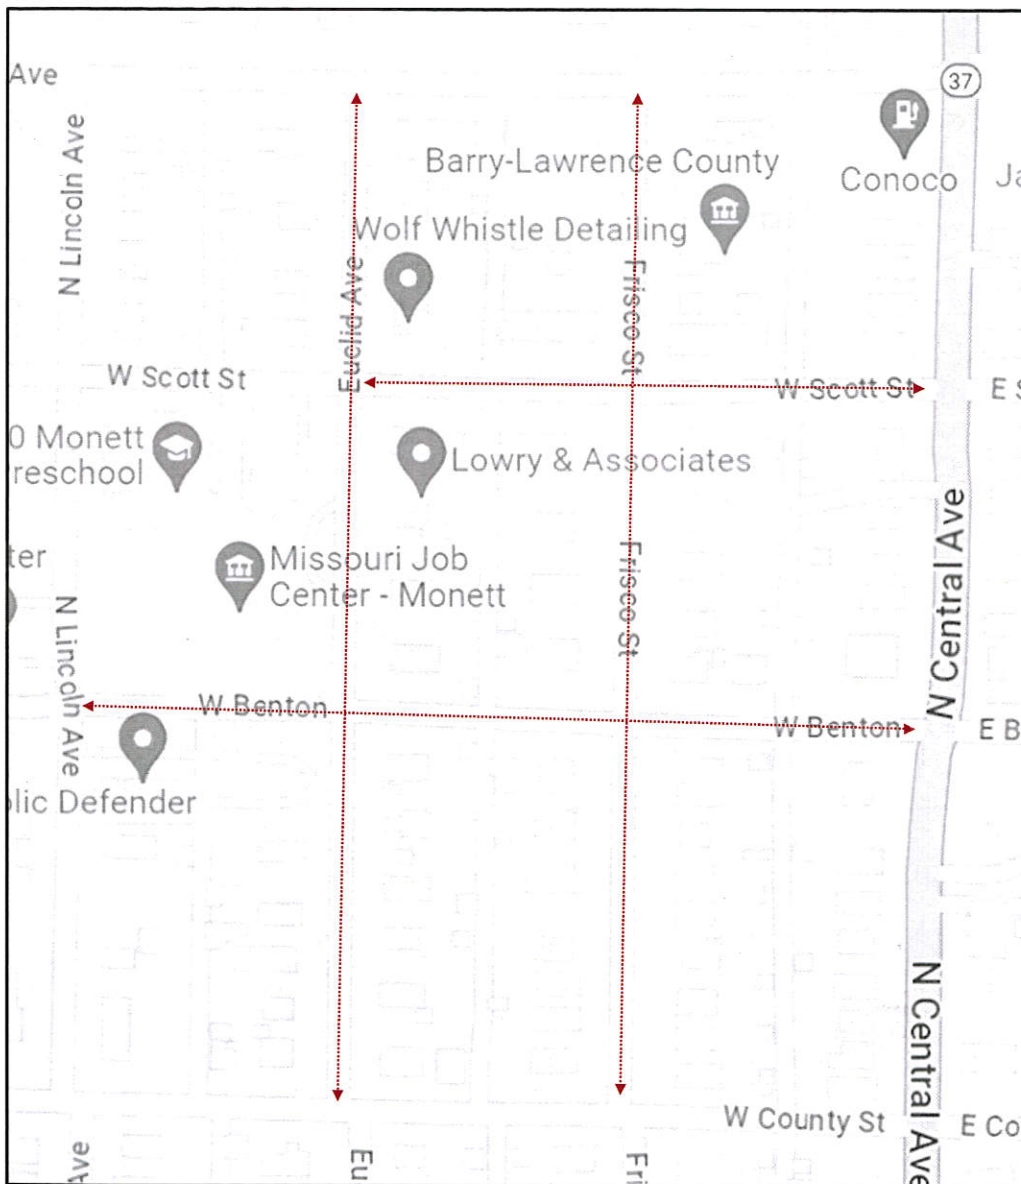 Ave
37
N Lincoln Ave
Barry-Lawrence County
Conoco
Ja
Wolf Whistle Detailing
Euclid Ave
Frisco St
W Scott St
W Scott St
E S
0 Monett
reschool
Lowry & Associates
ter
Missouri Job
Center - Monett
Frisco St
N Central Ave
N Lincoln Ave
W Benton
W Benton
E B
lic Defender
N Central Ave
W County St
E Co
Ave
Eu
Fri